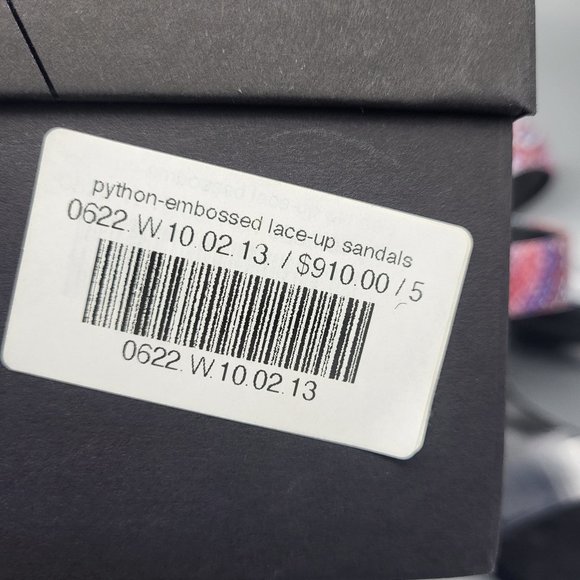 python-embossed lace-up sandals
0622.W.10.02.13. / $910.00 / 5
0622.W.10.02.13